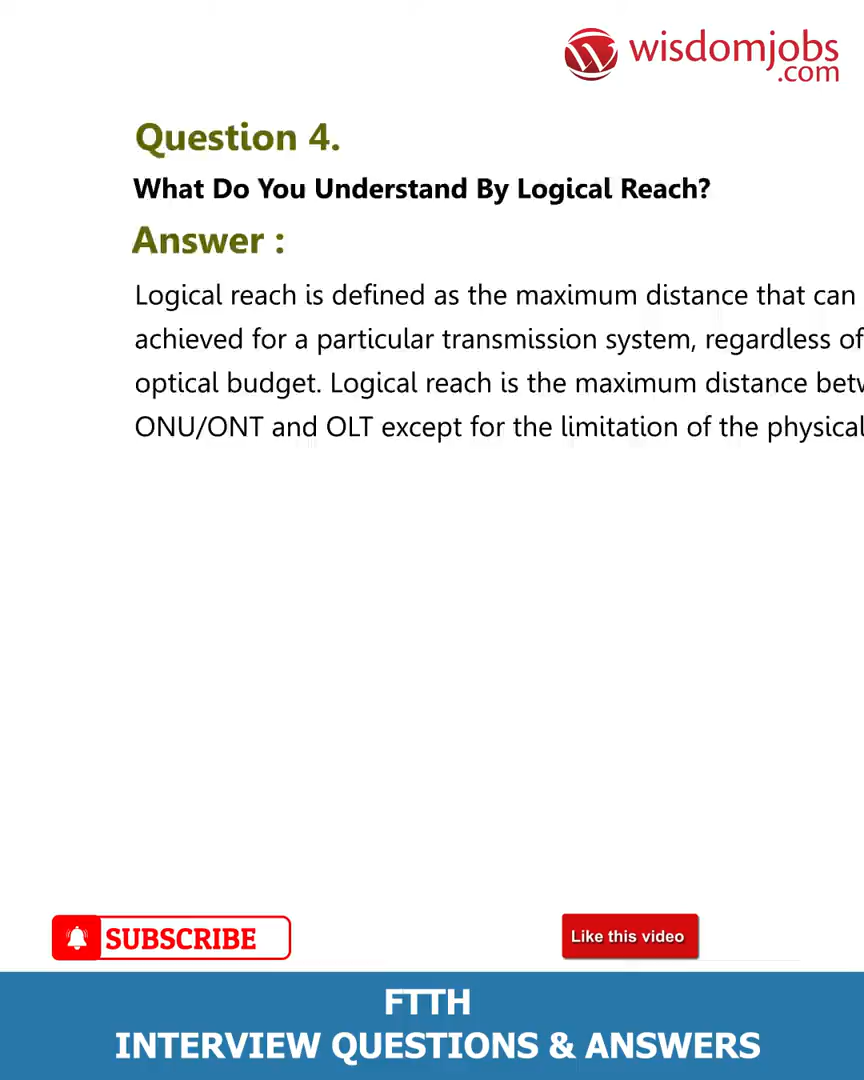 wisdomjobs
.com
Question 4.
What Do You Understand By Logical Reach?
Answer :
Logical reach is defined as the maximum distance that can
achieved for a particular transmission system, regardless of
optical budget. Logical reach is the maximum distance
ONU/ONT and OLT except for the limitation of the physical
SUBSCRIBE
Like this video
FTTH
INTERVIEW QUESTIONS & ANSWERS